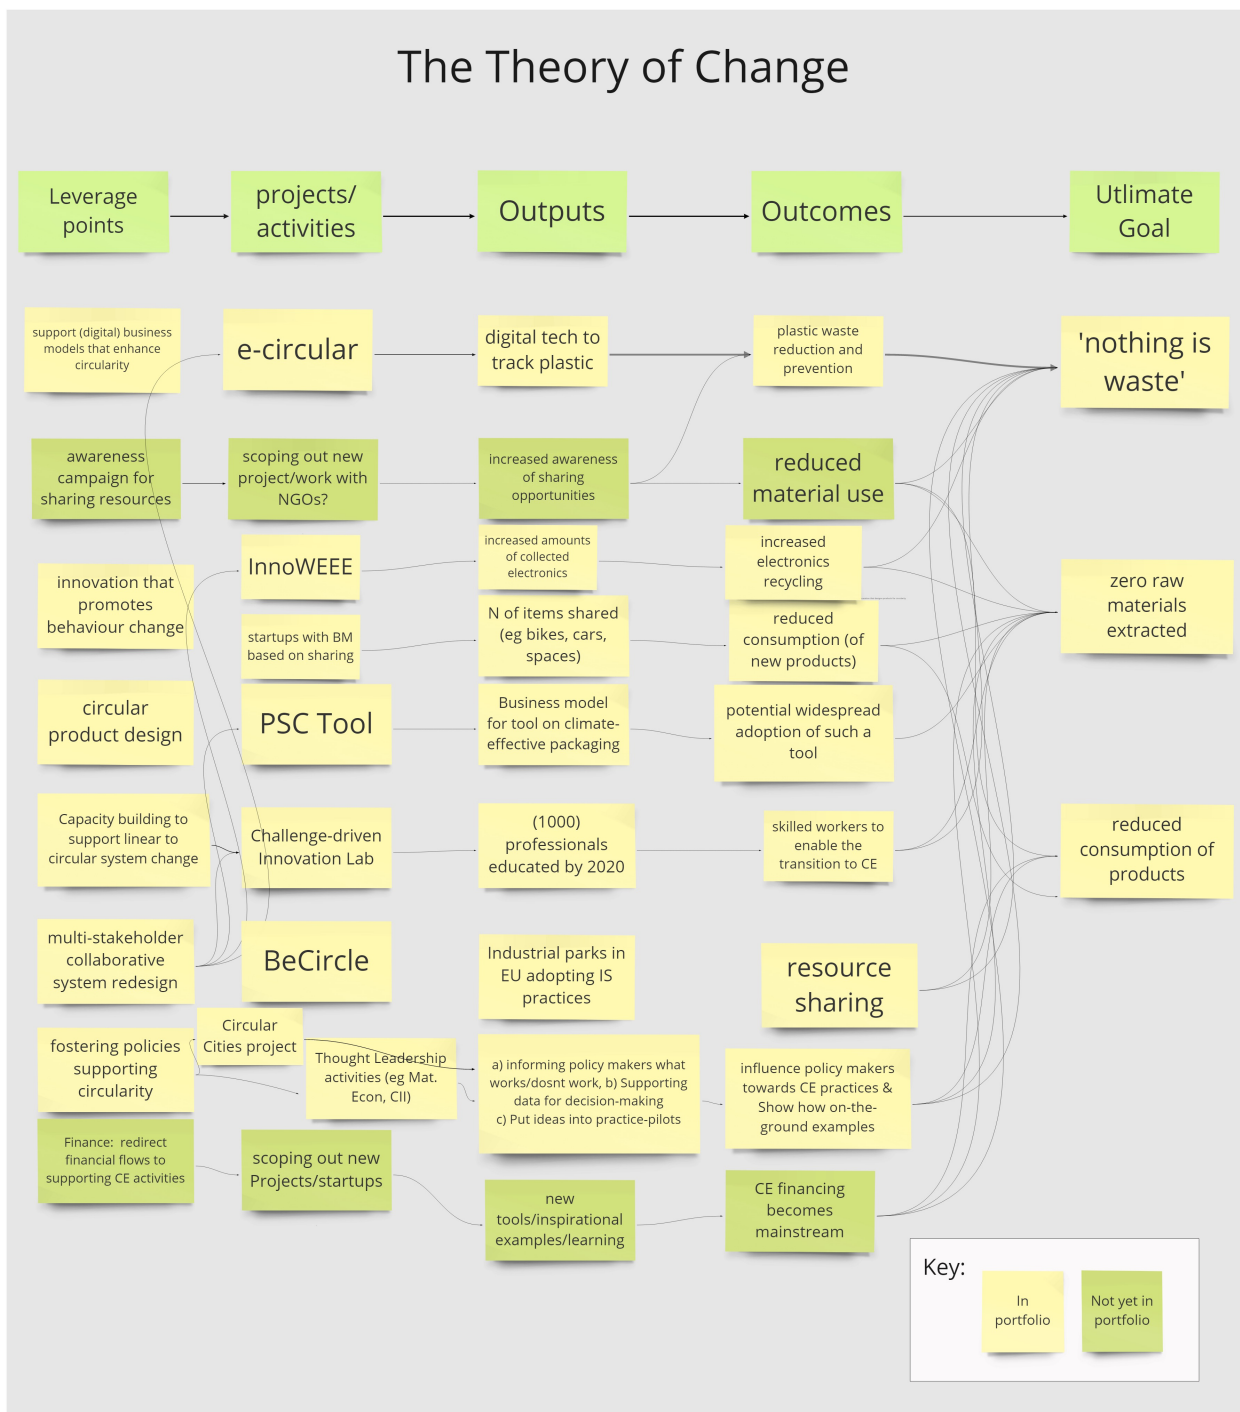 The Theory of Change
Leverage
points
projects/
activities
Outputs
Outcomes
Utlimate
Goal
support (digital) business
models that enhance
circularity
e-circular
digital tech to
track plastic
plastic waste
reduction and
prevention
'nothing is
waste'
awareness
campaign for
sharing resources
scoping out new
project/work with
NGOs?
increased awareness
of sharing
opportunities
reduced
material use
innovation that
promotes
behaviour change
InnoWEEE
increased amounts
of collected
electronics
increased
electronics
recycling
zero raw
materials
extracted
startups with BM
based on sharing
N of items shared
(eg bikes, cars,
spaces)
reduced
consumption (of
new products)
circular
product design
PSC Tool
Business model
for tool on climate-
effective packaging
potential widespread
adoption of such a
tool
Capacity building to
support linear to
circular system change
Challenge-driven
Innovation Lab
(1000)
professionals
educated by 2020
skilled workers to
enable the
transition to CE
reduced
consumption of
products
multi-stakeholder
collaborative
system redesign
BeCircle
Industrial parks in
EU adopting IS
practices
resource
sharing
fostering policies
supporting
circularity
Circular
Cities project
Thought Leadership
activities (eg Mat.
Econ, CII)
a) informing policy makers what
works/dosnt work, b) Supporting
data for decision-making
c) Put ideas into practice-pilots
influence policy makers
towards CE practices &
Show how on-the-
ground examples
Finance: redirect
financial flows to
supporting CE activities
scoping out new
Projects/startups
new
tools/inspirational
examples/learning
CE financing
becomes
mainstream
Key:
In
portfolio
Not yet in
portfolio